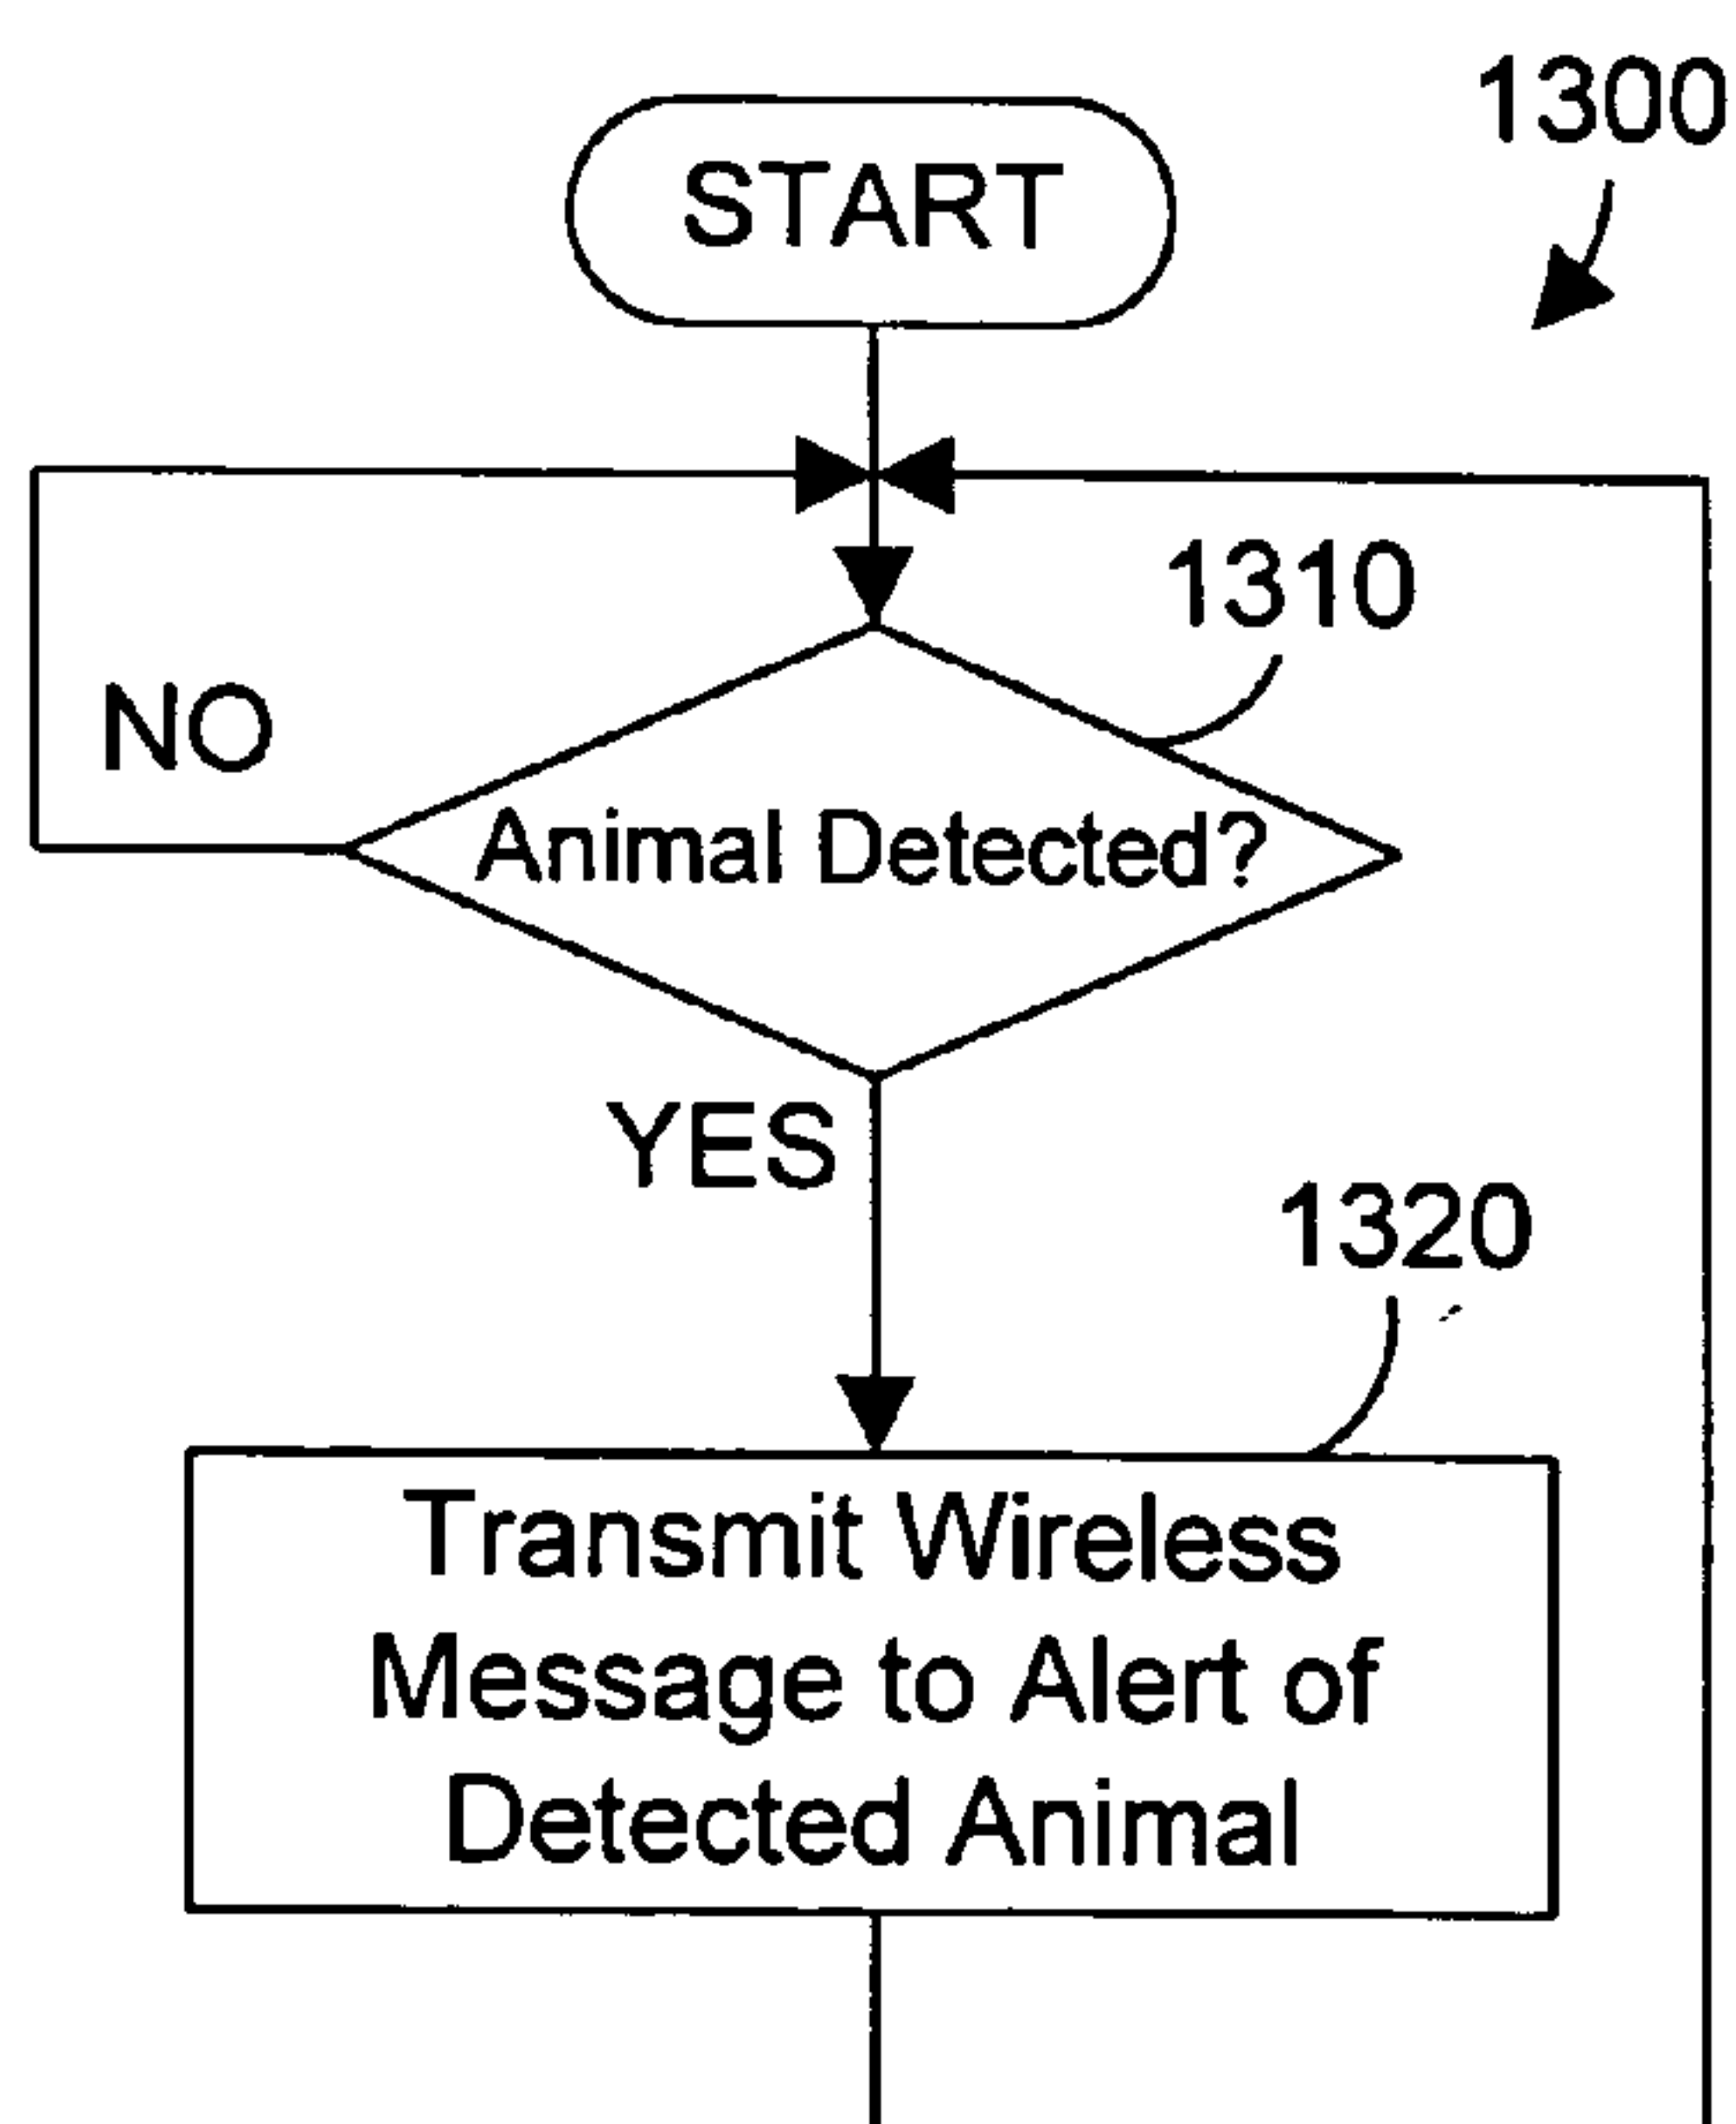 1300
START
1310
NO
Animal Detected?
YES
1320
Transmit Wireless
Message to Alert of
Detected Animal